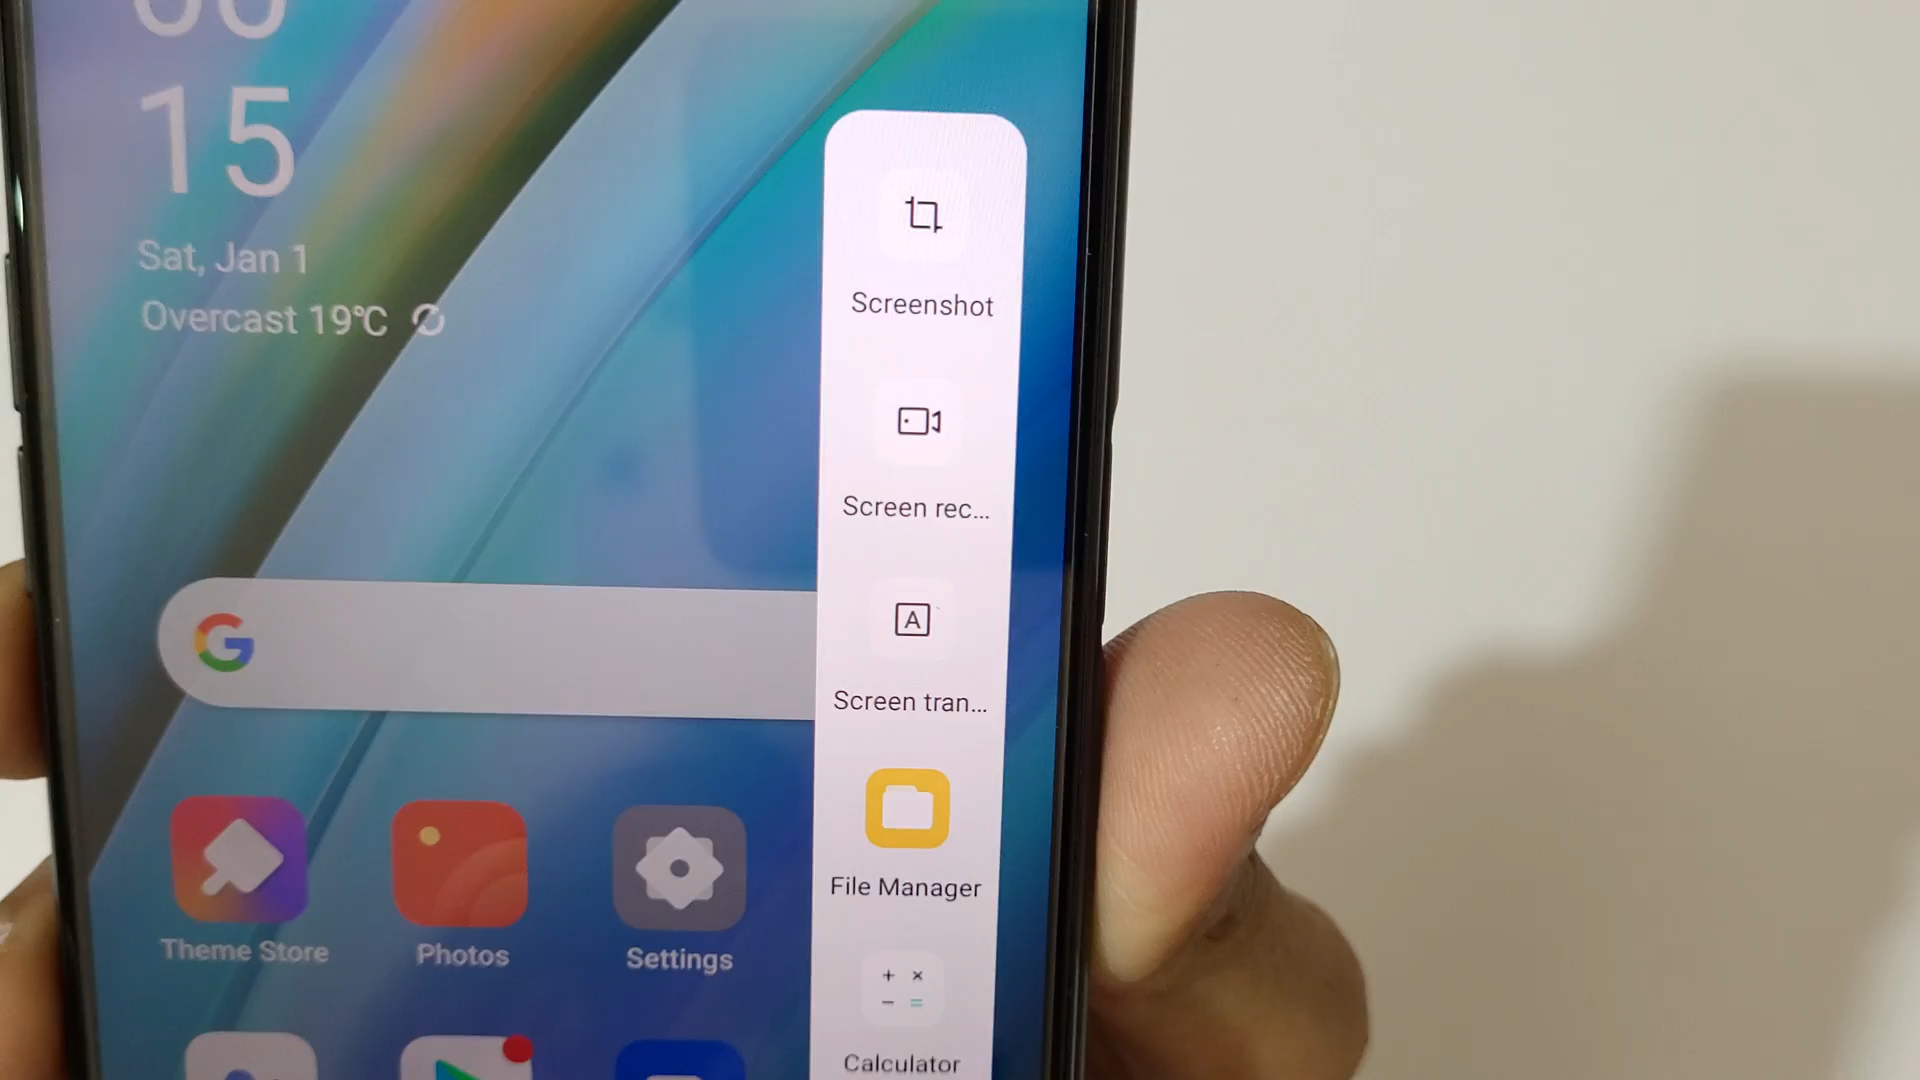 15
Sat, Jan 1
Overcast 19℃
Screenshot
Screen rec...
Screen tran...
File Manager
Calculator
Theme Store
Photos
Settings